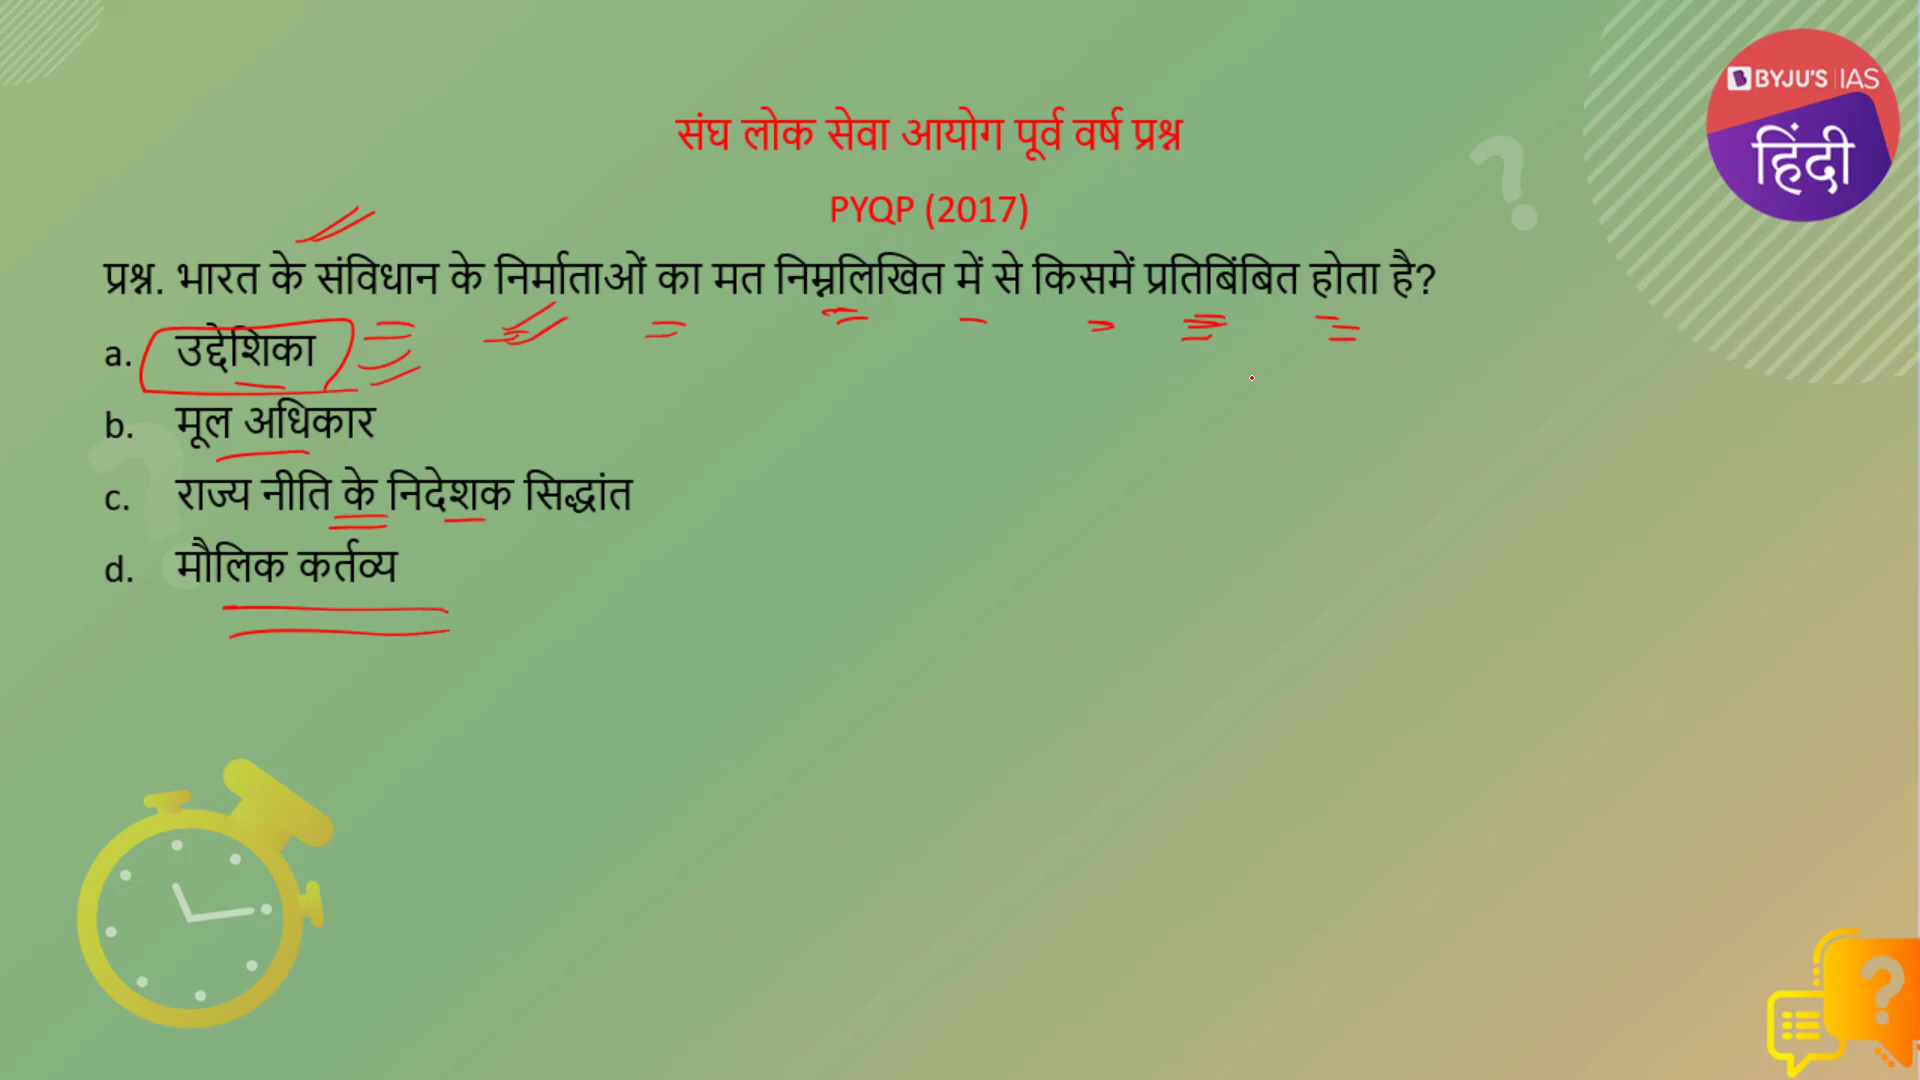 BYJU'S IAS
हिंदी
संघ लोक सेवा आयोग पूर्व वर्ष प्रश्न
PYQP (2017)
प्रश्न. भारत के संविधान के निर्माताओं का मत निम्नलिखित में से किसमें प्रतिबिंबित होता है?
a. उद्देशिका
b. मूल अधिकार
c. राज्य नीति के निदेशक सिद्धांत
d. मौलिक कर्तव्य